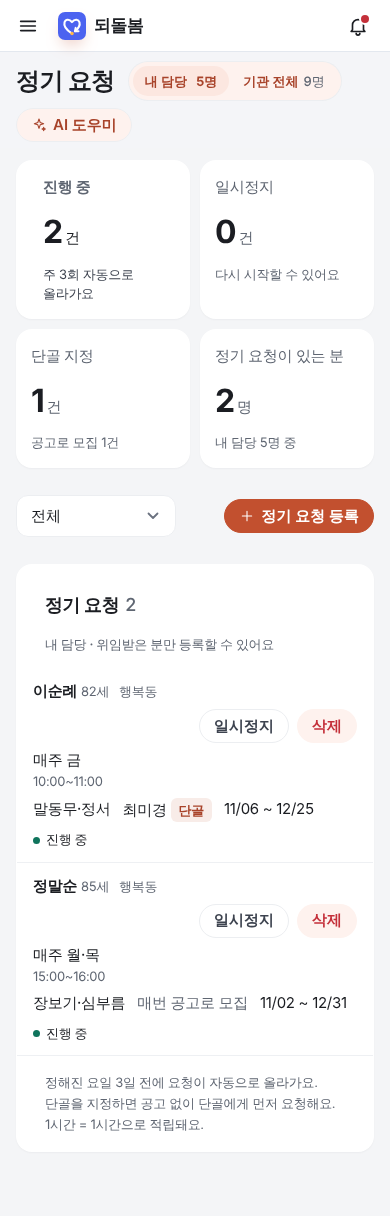 되돌봄
정기 요청
내 담당 5명 기관 전체 9명
AI 도우미
진행 중
2건
주 3회 자동으로
올라가요
일시정지
0건
다시 시작할 수 있어요
단골 지정
1건
공고로 모집 1건
정기 요청이 있는 분
2명
내 담당 5명 중
전체
+ 정기 요청 등록
정기 요청 2
내 담당 · 위임받은 분만 등록할 수 있어요
이순례 82세 행복동
일시정지 삭제
매주 금
10:00~11:00
말동무·정서 최미경 단골 11/06 ~ 12/25
진행 중
정말순 85세 행복동
일시정지 삭제
매주 월·목
15:00~16:00
장보기·심부름 매번 공고로 모집 11/02 ~ 12/31
진행 중
정해진 요일 3일 전에 요청이 자동으로 올라가요.
단골을 지정하면 공고 없이 단골에게 먼저 요청해요.
1시간 = 1시간으로 적립돼요.